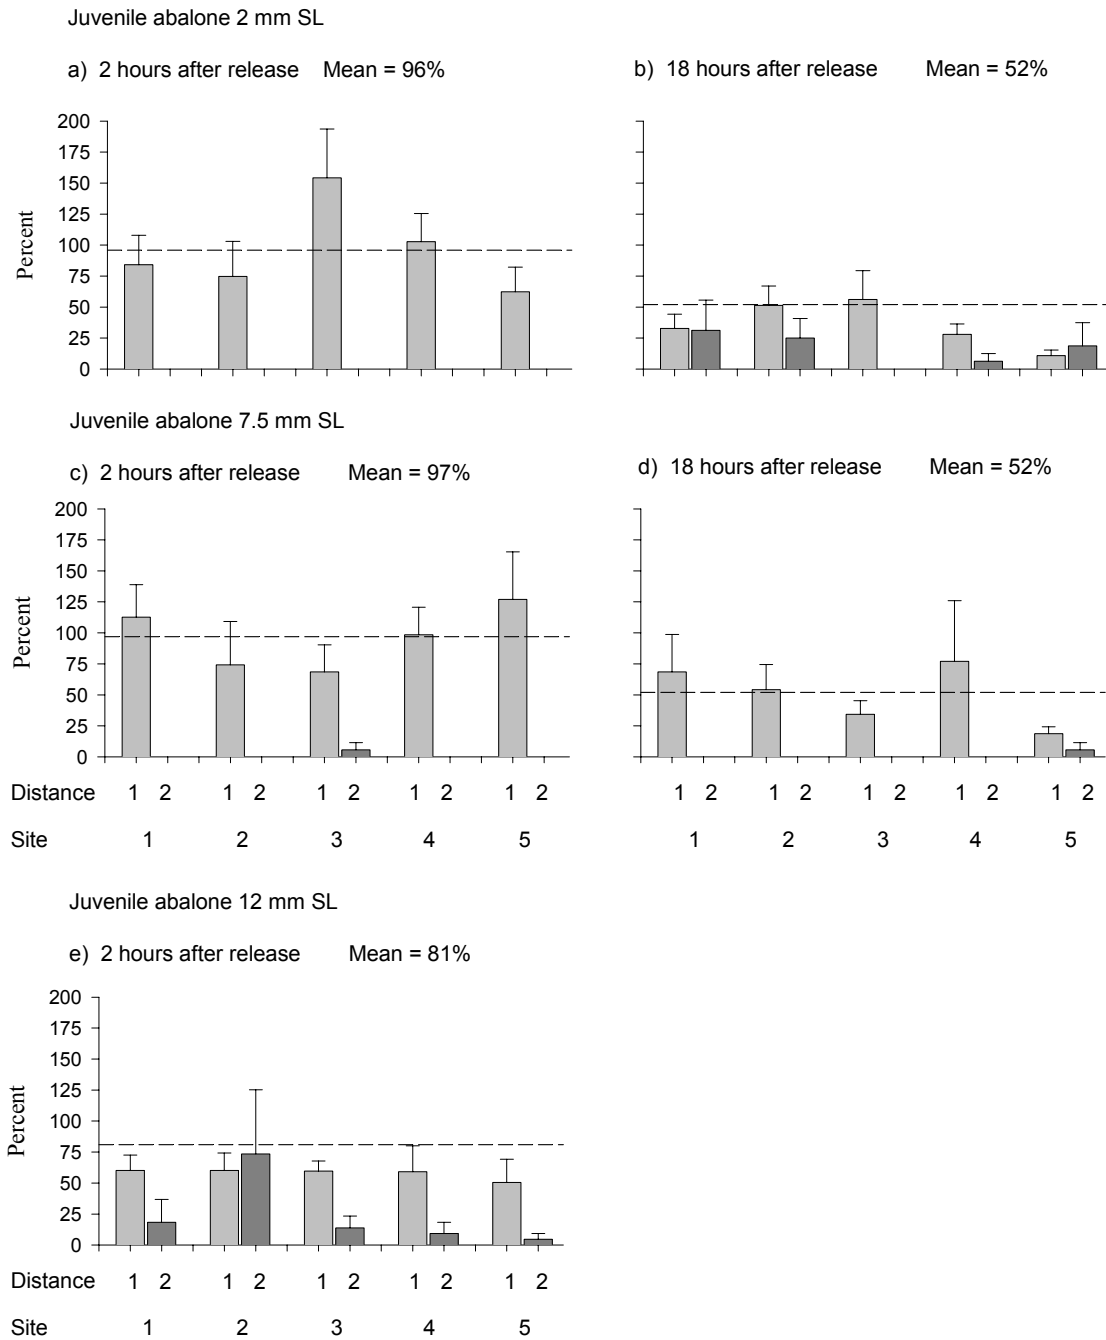 Juvenile abalone 2 mm SL
a) 2 hours after release Mean = 96%
b) 18 hours after release Mean = 52%
200
175
150
125
100
75
50
25
0
Percent
Juvenile abalone 7.5 mm SL
c) 2 hours after release Mean = 97%
d) 18 hours after release Mean = 52%
200
175
150
125
100
75
50
25
0
Percent
Distance 1 2 1 2 1 2 1 2 1 2 1 2 1 2 1 2 1 2 1 2
Site 1 2 3 4 5 1 2 3 4 5
Juvenile abalone 12 mm SL
e) 2 hours after release Mean = 81%
200
175
150
125
100
75
50
25
0
Percent
Distance 1 2 1 2 1 2 1 2 1 2
Site 1 2 3 4 5